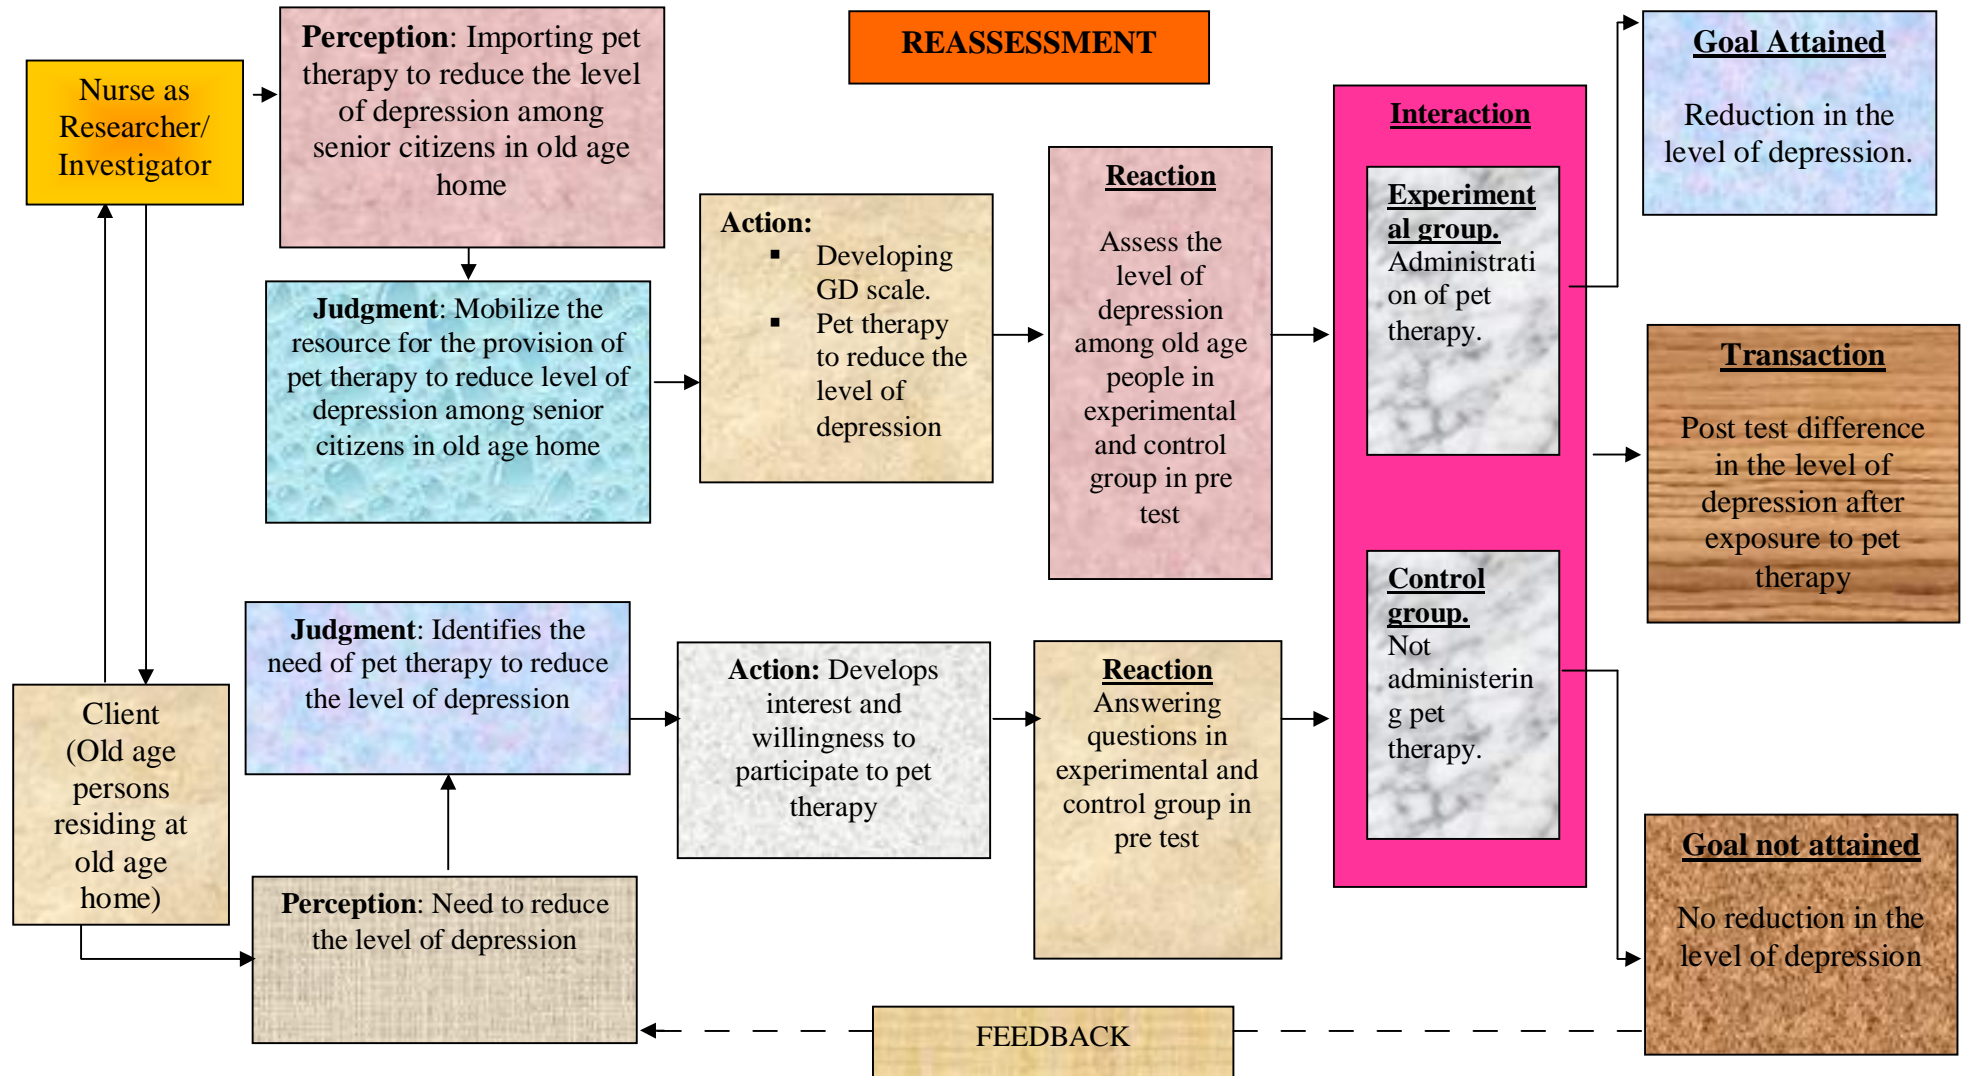 Nurse as
Researcher/
Investigator
Perception: Importing pet
therapy to reduce the level
of depression among
senior citizens in old age
home
REASSESSMENT
Judgment: Mobilize the
resource for the provision of
pet therapy to reduce level of
depression among senior
citizens in old age home
Action:
▪ Developing
GD scale.
▪ Pet therapy
to reduce the
level of
depression
Reaction
Assess the
level of
depression
among old age
people in
experimental
and control
group in pre
test
Interaction
Experiment
al group.
Administrati
on of pet
therapy.
Control
group.
Not
administerin
g pet
therapy.
Goal Attained
Reduction in the
level of depression.
Transaction
Post test difference
in the level of
depression after
exposure to pet
therapy
Client
(Old age
persons
residing at
old age
home)
Judgment: Identifies the
need of pet therapy to reduce
the level of depression
Perception: Need to reduce
the level of depression
Action: Develops
interest and
willingness to
participate to pet
therapy
Reaction
Answering
questions in
experimental and
control group in
pre test
Goal not attained
No reduction in the
level of depression
FEEDBACK